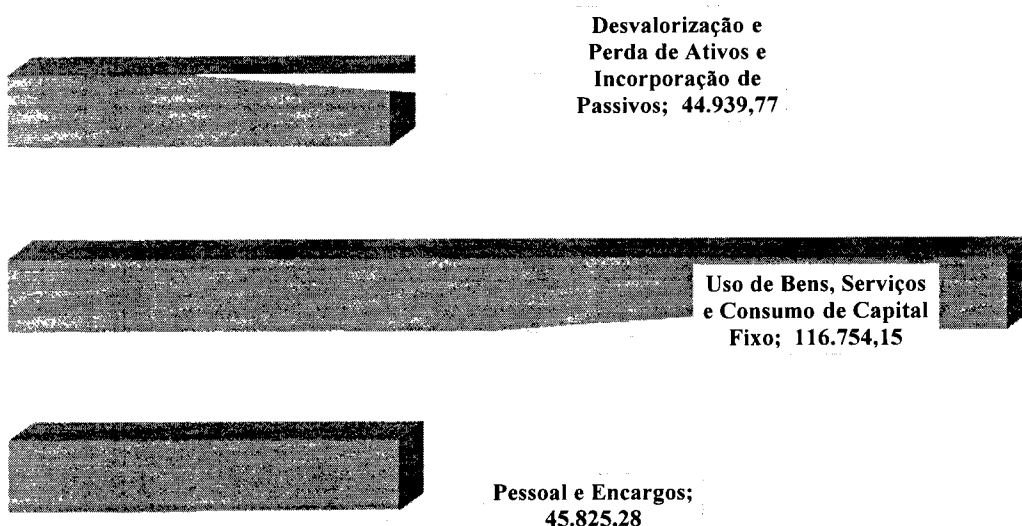 Desvalorização e
Perda de Ativos e
Incorporação de
Passivos; 44.939,77
Uso de Bens, Serviços
e Consumo de Capital
Fixo; 116.754,15
Pessoal e Encargos;
45.825,28